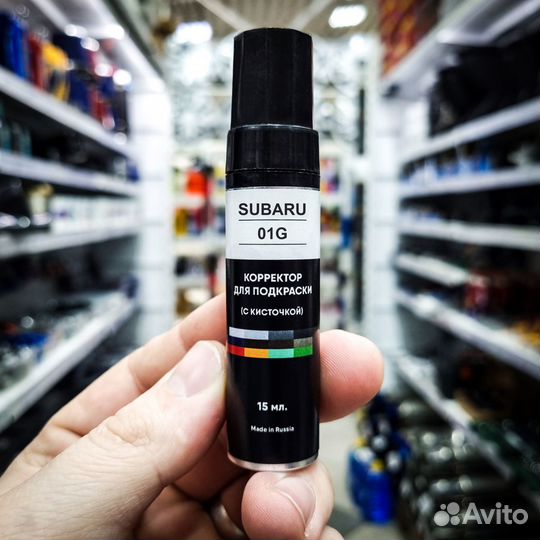 SUBARU
01G
КОРРЕКТОР
ДЛЯ ПОДКРАСКИ
(С КИСТОЧКОЙ)
15 мл.
Made in Russia
Avito